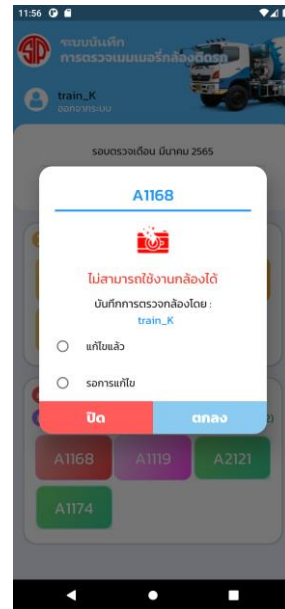 11:56
ระบบบันทึก
การตรวจเมมเมอรี่กล้องติดรถ
train_K
ออกจากระบบ
รอบตรวจเดือน มีนาคม 2565
A1168
ไม่สามารถใช้งานกล้องได้
บันทึกการตรวจกล้องโดย :
train_K
แก้ไขแล้ว
รอการแก้ไข
ปิด
ตกลง
A1168
A1119
A2121
A1174